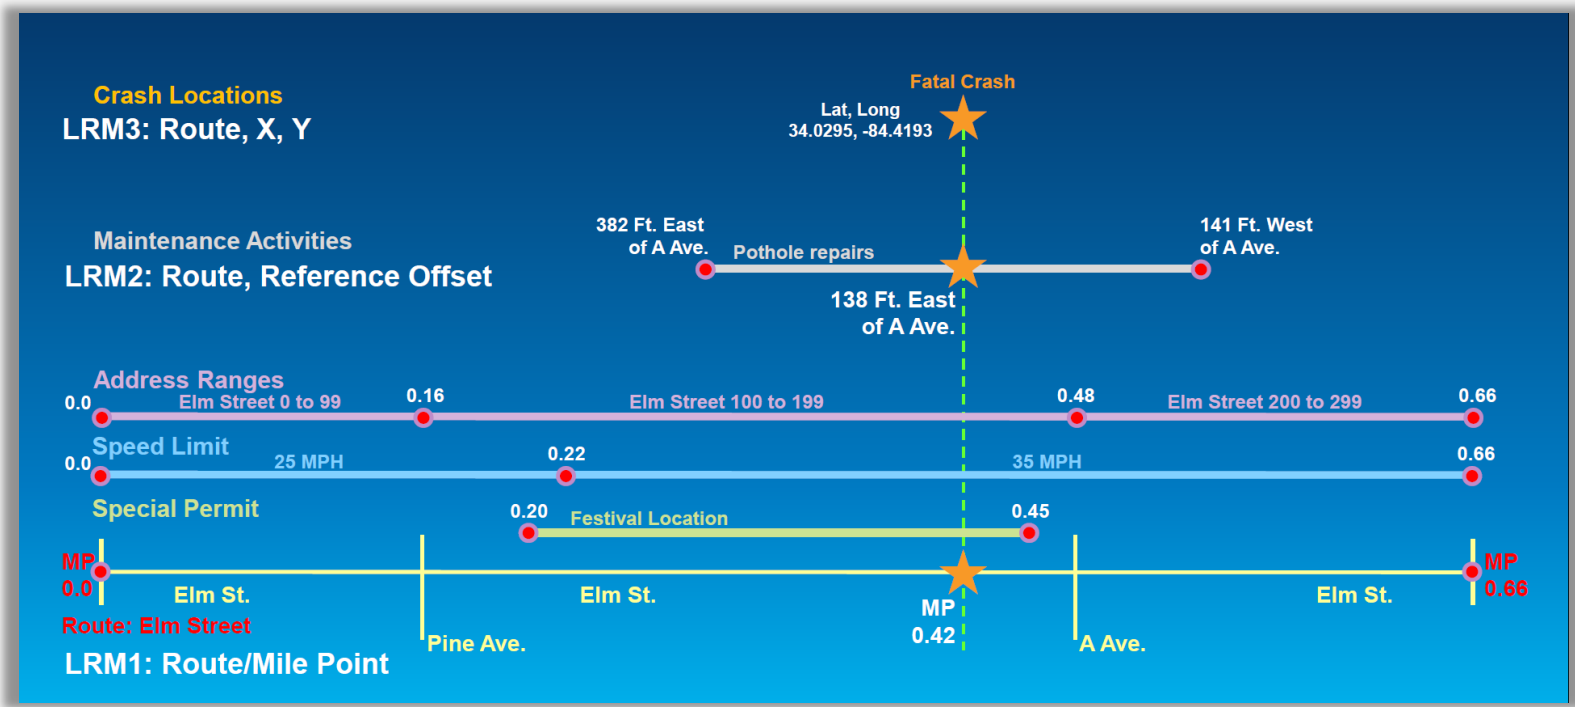 Fatal Crash
Crash Locations
LRM3: Route, X, Y
Lat, Long
34.0295, -84.4193
Maintenance Activities
LRM2: Route, Reference Offset
382 Ft. East
of A Ave.
Pothole repairs
141 Ft. West
of A Ave.
138 Ft. East
of A Ave.
Address Ranges
0.0
Elm Street 0 to 99
0.16
Elm Street 100 to 199
0.48
Elm Street 200 to 299
0.66
Speed Limit
0.0
25 MPH
0.22
35 MPH
0.66
Special Permit
0.20
Festival Location
0.45
MP
0.0
Elm St.
Elm St.
MP
0.42
Elm St.
MP
0.66
Route: Elm Street
Pine Ave.
A Ave.
LRM1: Route/Mile Point